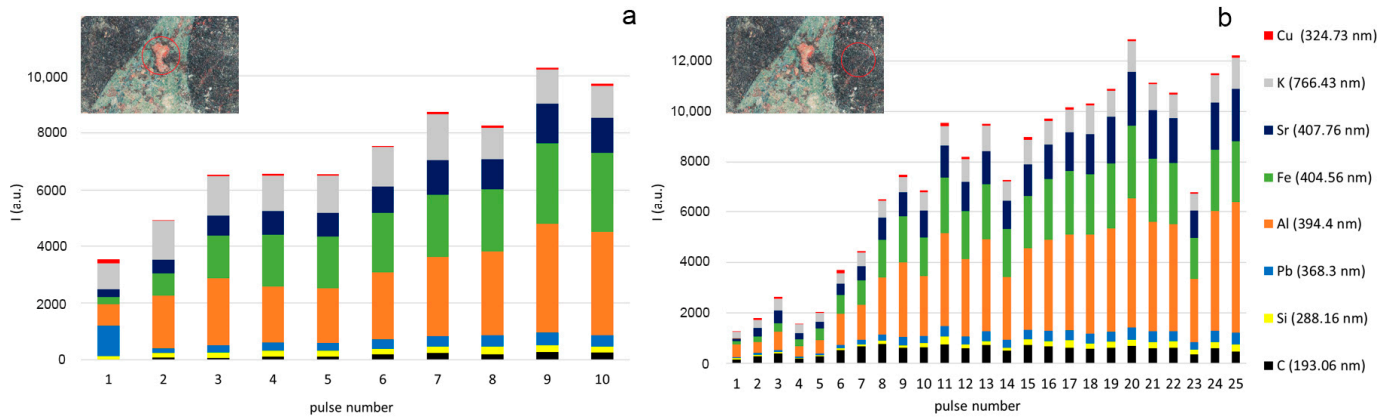 a
I (a.u.)
10,000
8000
6000
4000
2000
0
1 2 3 4 5 6 7 8 9 10
pulse number
b
I (a.u.)
12,000
10,000
8000
6000
4000
2000
0
1 2 3 4 5 6 7 8 9 10 11 12 13 14 15 16 17 18 19 20 21 22 23 24 25
pulse number
Cu (324.73 nm)
K (766.43 nm)
Sr (407.76 nm)
Fe (404.56 nm)
Al (394.4 nm)
Pb (368.3 nm)
Si (288.16 nm)
C (193.06 nm)